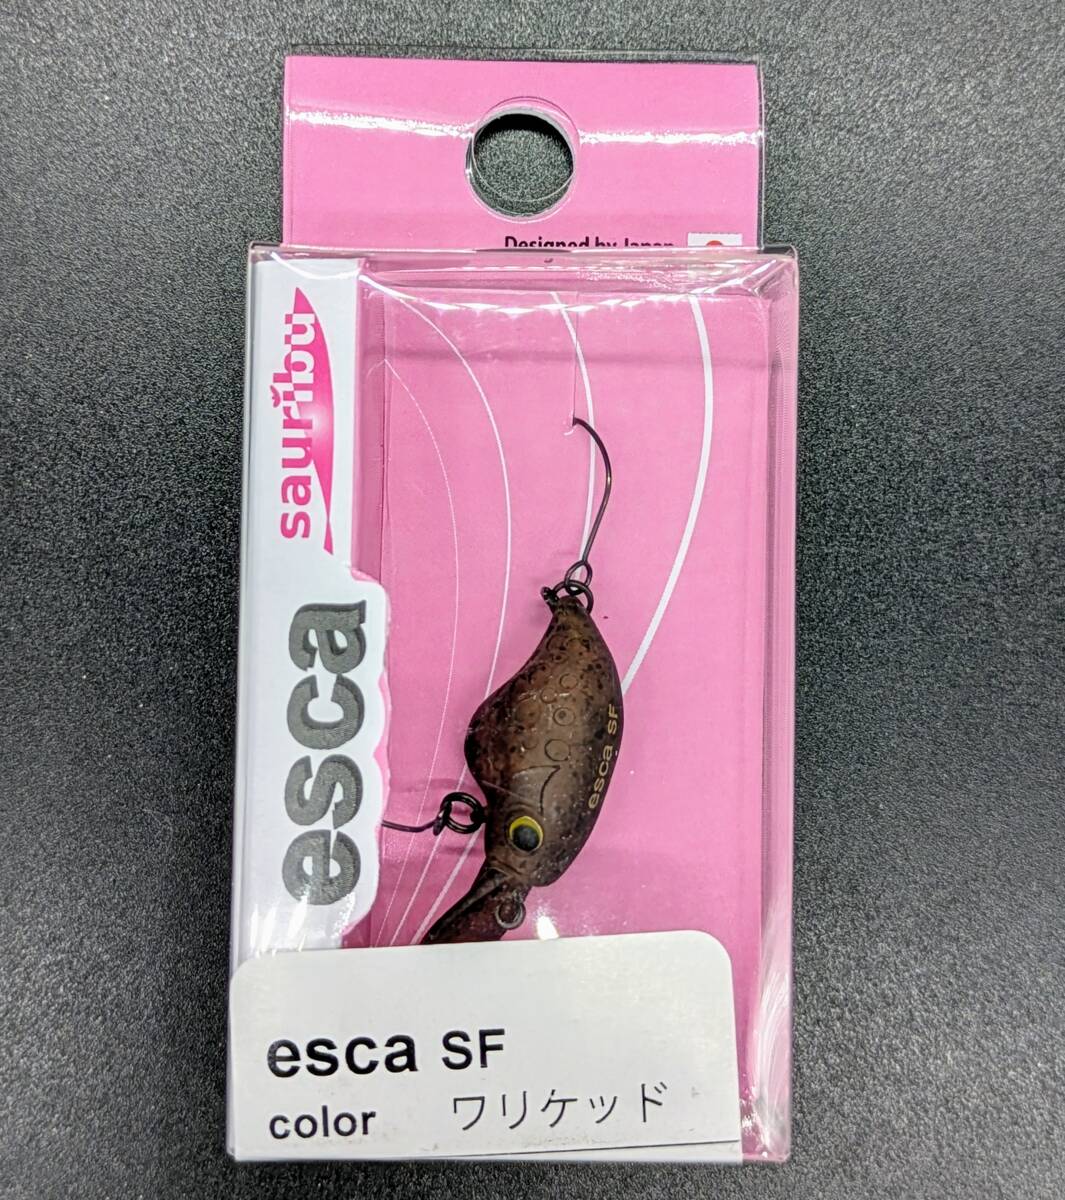 Designed by Japan
sauribu
esca
esca SF
esca SF
color ワリケッド